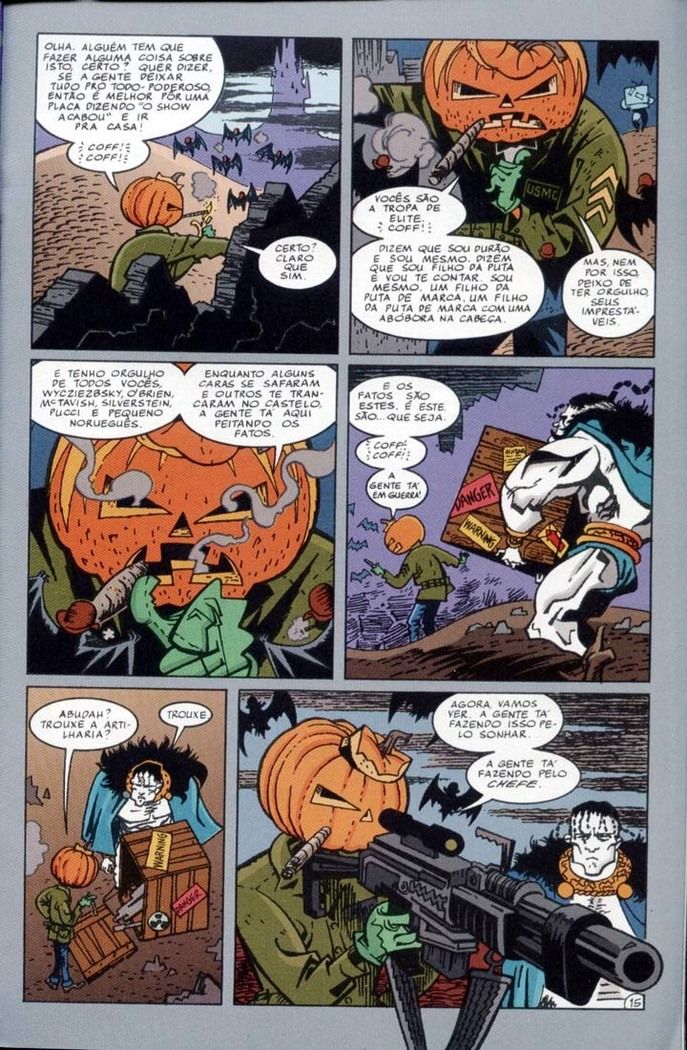 OLHA. ALGUÉM TEM QUE
FAZER ALGUMA COISA SOBRE
ISTO, CERTO? QUER DIZER,
SE A GENTE DEIXAR
TUDO PRO TODO-PODEROSO,
ENTÃO É MELHOR PÔR UMA
PLACA DIZENDO "O SHOW
ACABOU" E IR
PRA CASA!
COFF!
COFF!
CERTO?
CLARO
QUE
SIM.
USMC
VOCÊS SÃO
A TROPA DE
ELITE.
COFF!
DIZEM QUE SOU DURÃO
E SOU MESMO. DIZEM
QUE SOU FILHO DA PUTA
E VOU TE CONTAR, SOU
MESMO, UM FILHO DA
PUTA DE MARCA, UM FILHO
DA PUTA DE MARCA COM UMA
ABÓBORA NA CABEÇA.
MAS, NEM
POR ISSO,
DEIXO DE
TER ORGULHO,
SEUS
IMPRESTÁ-
VEIS.
E TENHO ORGULHO
DE TODOS VOCÊS,
WYCZIEZBSKY, O'BRIEN,
McTAVISH, SILVERSTEIN,
PUCCI E PEQUENO
NORUEGUÊS.
ENQUANTO ALGUNS
CARAS SE SAFARAM
E OUTROS TE TRAN-
CARAM NO CASTELO,
A GENTE TÁ AQUI
PEITANDO OS
FATOS.
E OS
FATOS SÃO
ESTES, É ESTE,
SÃO... QUE SEJA.
COFF!
COFF!
A
GENTE TÁ
EM GUERRA!
DANGER
WARNING
ABUDAH?
TROUXE A ARTI-
LHARIA?
TROUXE.
WARNING
DANGER
AGORA, VAMOS
VER. A GENTE TÁ
FAZENDO ISSO PE-
LO SONHAR.
A GENTE TÁ
FAZENDO PELO
CHEFE.
15